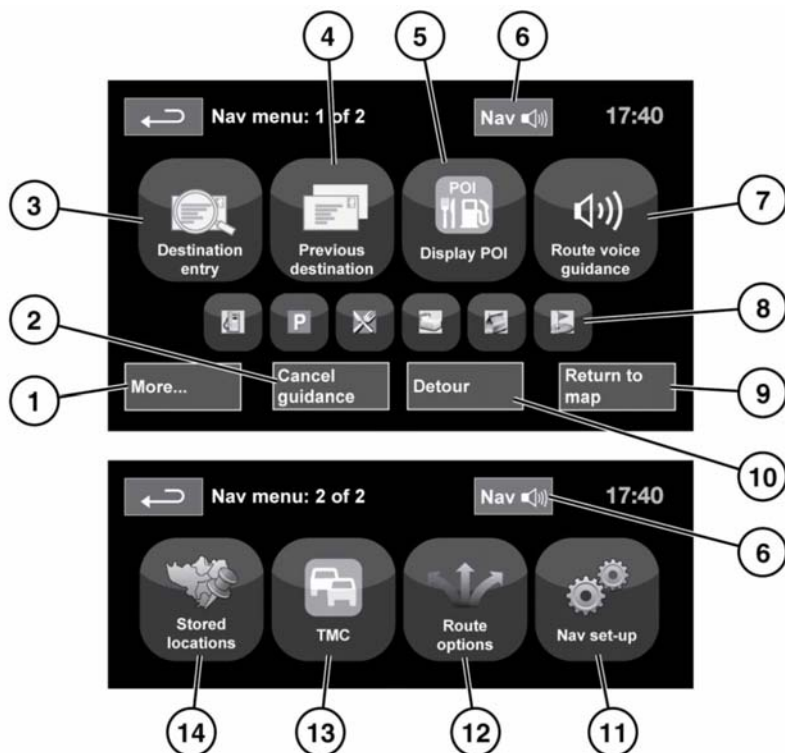 4 5 6
Nav menu: 1 of 2 Nav 17:40
POI
3 7
Destination entry Previous destination Display POI Route voice guidance
2 P 8
More... Cancel guidance Detour Return to map
1 9
10
Nav menu: 2 of 2 Nav 17:40
6
Stored locations TMC Route options Nav set-up
14 13 12 11